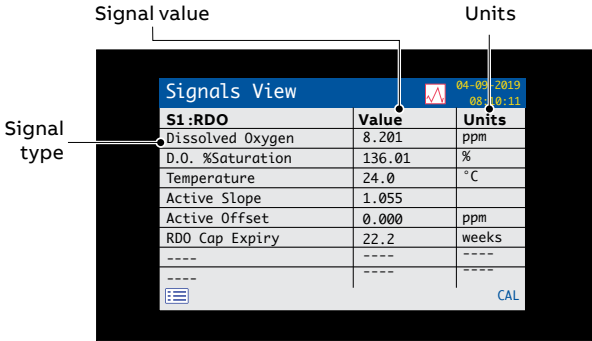 Signal value Units
Signals View 04-09-2019
08:10:11
Signal type
S1:RDO Value Units
Dissolved Oxygen 8.201 ppm
D.O. %Saturation 136.01 %
Temperature 24.0 °C
Active Slope 1.055
Active Offset 0.000 ppm
RDO Cap Expiry 22.2 weeks
---- ---- ----
---- ---- ----
CAL